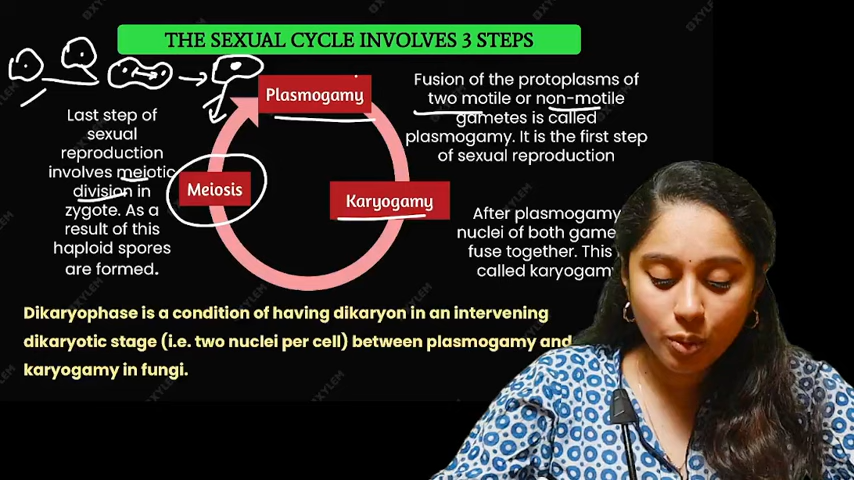 THE SEXUAL CYCLE INVOLVES 3 STEPS
Plasmogamy
Fusion of the protoplasms of
two motile or non-motile
gametes is called
plasmogamy. It is the first step
of sexual reproduction
Last step of
sexual
reproduction
involves meiotic
division in
zygote. As a
result of this
haploid spores
are formed.
Meiosis
Karyogamy
After plasmogamy
nuclei of both game
fuse together. This
called karyogam
Dikaryophase is a condition of having dikaryon in an intervening
dikaryotic stage (i.e. two nuclei per cell) between plasmogamy and
karyogamy in fungi.